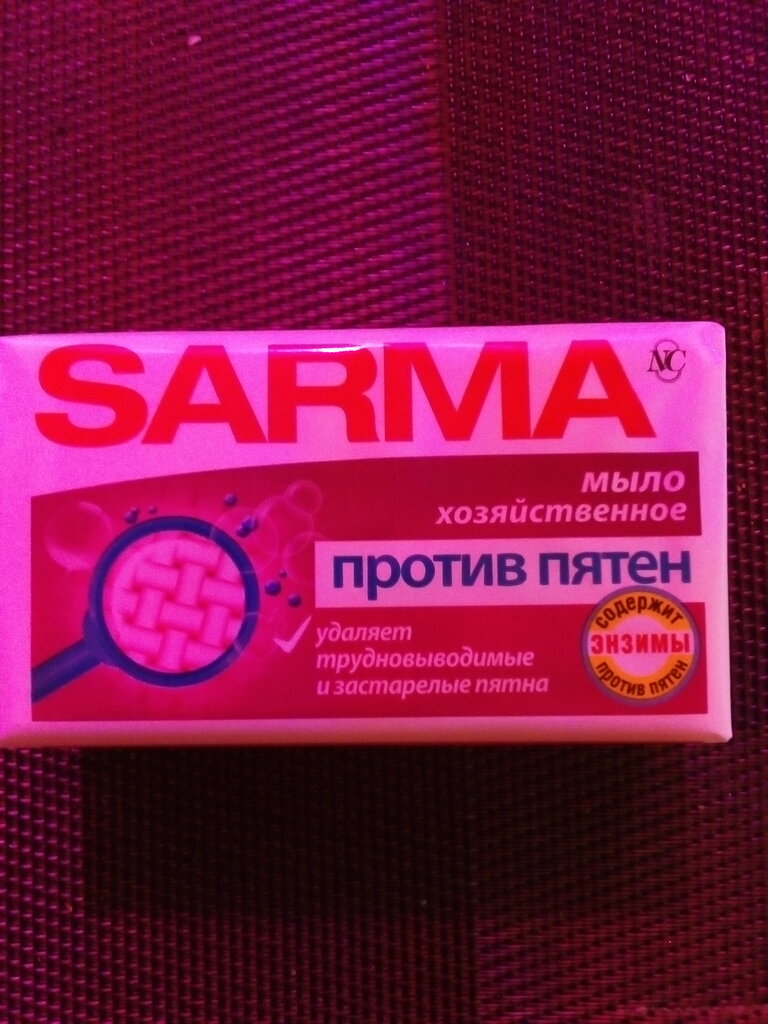 SARMA
NC
мыло
хозяйственное
против пятен
удаляет
трудновыводимые
и застарелые пятна
содержит
ЭНЗИМЫ
против пятен